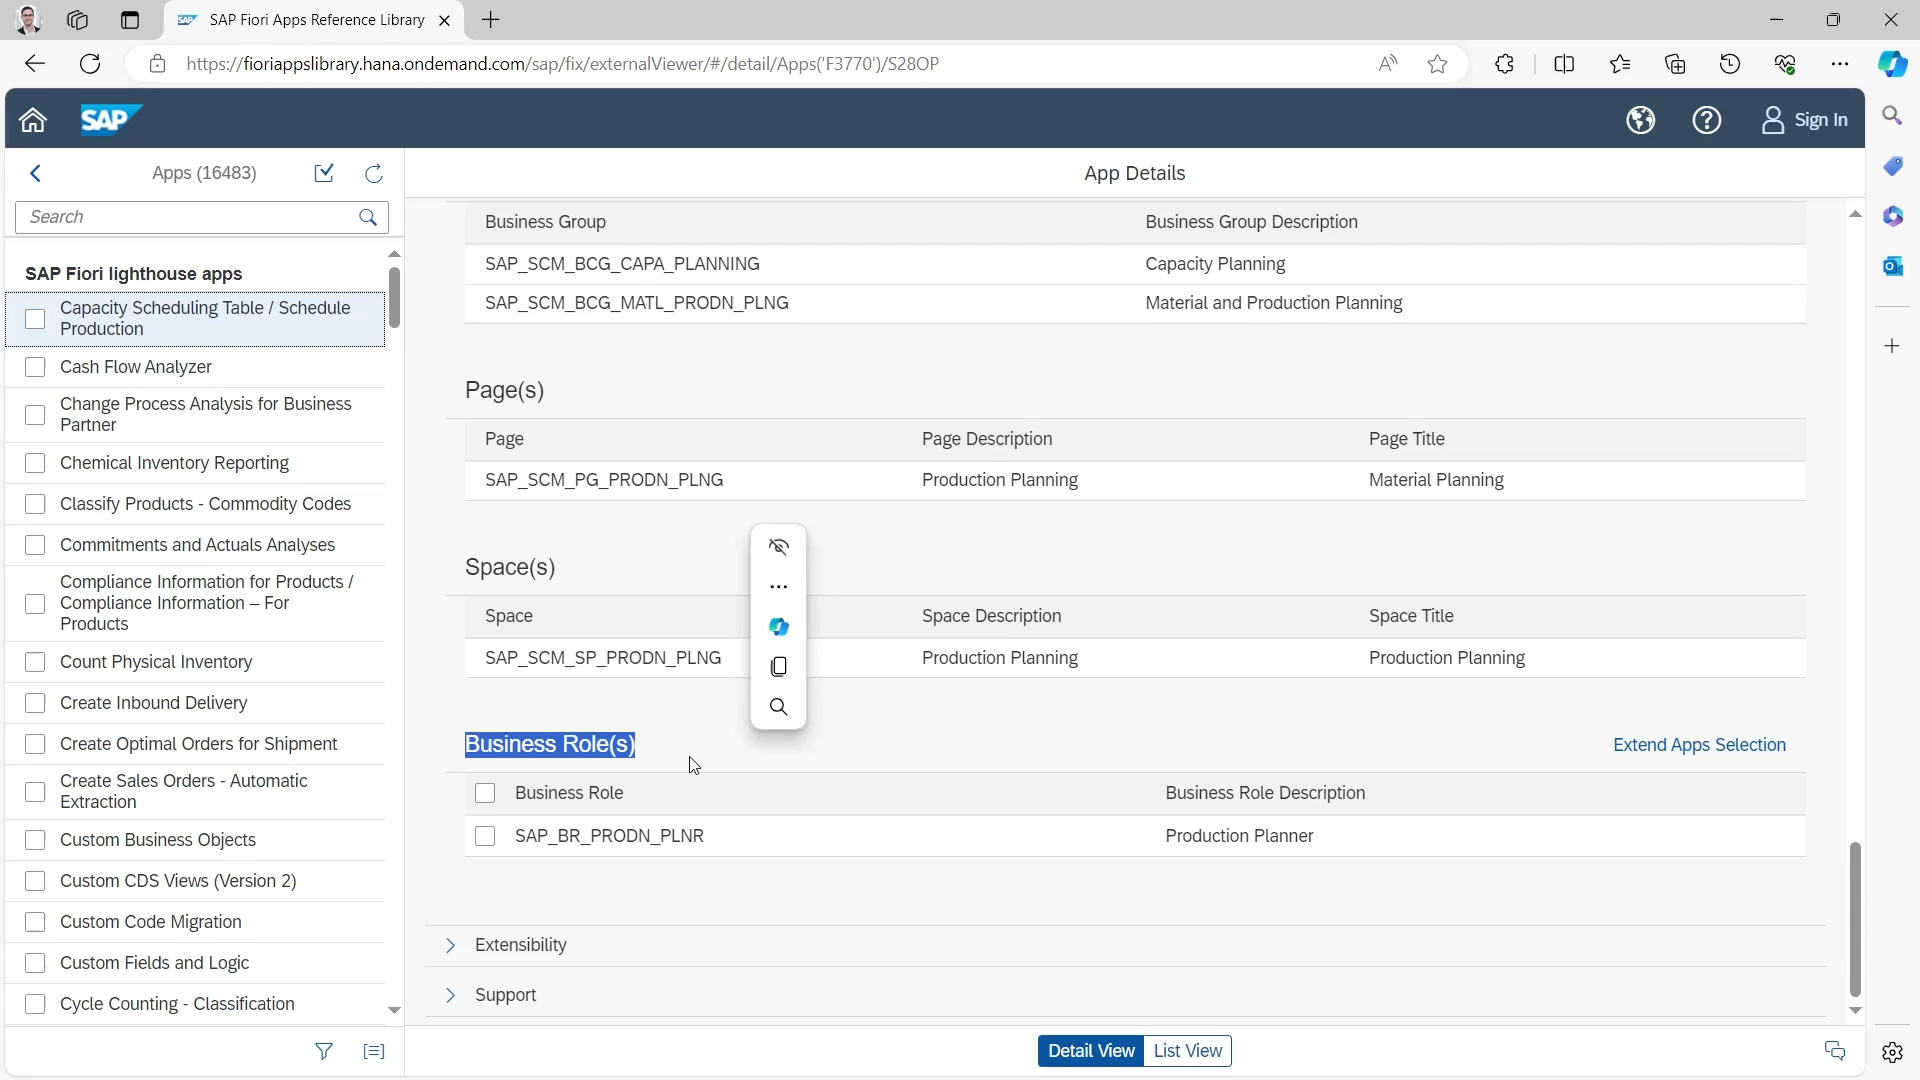 SAP SAP Fiori Apps Reference Library
https://fioriappslibrary.hana.ondemand.com/sap/fix/externalViewer/#/detail/Apps('F3770')/S28OP
SAP
Sign In
Apps (16483)
App Details
Search
SAP Fiori lighthouse apps
Capacity Scheduling Table / Schedule
Production
Cash Flow Analyzer
Change Process Analysis for Business
Partner
Chemical Inventory Reporting
Classify Products - Commodity Codes
Commitments and Actuals Analyses
Compliance Information for Products /
Compliance Information – For
Products
Count Physical Inventory
Create Inbound Delivery
Create Optimal Orders for Shipment
Create Sales Orders - Automatic
Extraction
Custom Business Objects
Custom CDS Views (Version 2)
Custom Code Migration
Custom Fields and Logic
Cycle Counting - Classification
Business Group Business Group Description
SAP_SCM_BCG_CAPA_PLANNING Capacity Planning
SAP_SCM_BCG_MATL_PRODN_PLNG Material and Production Planning
Page(s)
Page Page Description Page Title
SAP_SCM_PG_PRODN_PLNG Production Planning Material Planning
Space(s)
Space Space Description Space Title
SAP_SCM_SP_PRODN_PLNG Production Planning Production Planning
Business Role(s) Extend Apps Selection
Business Role Business Role Description
SAP_BR_PRODN_PLNR Production Planner
Extensibility
Support
Detail View List View